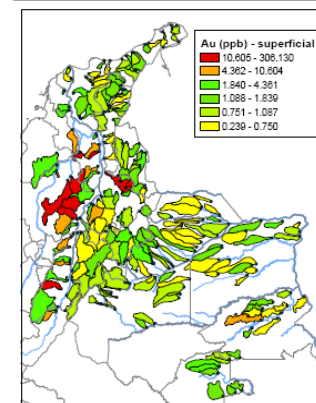 Au (ppb) - superficial
10.605 - 306.130
4.362 - 10.604
1.840 - 4.361
1.088 - 1.839
0.751 - 1.087
0.239 - 0.750